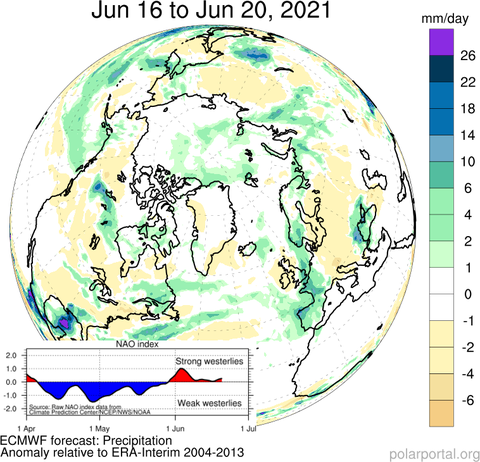 Jun 16 to Jun 20, 2021
mm/day
26
22
18
14
10
6
4
2
1
0
-1
-2
-4
-6
NAO index
2.0
1.0
0.0
-1.0
-2.0
Strong westerlies
Weak westerlies
Source: Raw NAO index data from
Climate Prediction Center/NCEP/NWS/NOAA
1 Apr 1 May 1 Jun 1 Jul
ECMWF forecast: Precipitation
Anomaly relative to ERA-Interim 2004-2013
polarportal.org